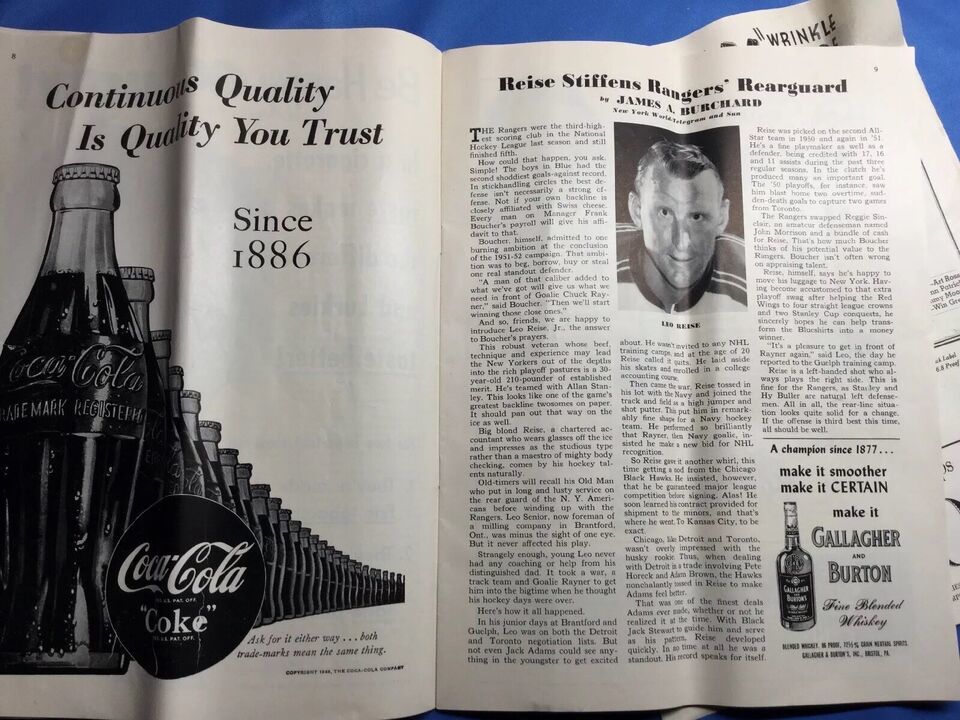 8
Continuous Quality
Is Quality You Trust
Since
1886
Coca-Cola
TRADE MARK REGISTERED
Coca-Cola
REG. U.S. PAT. OFF.
"Coke"
REG. U.S. PAT. OFF.
Ask for it either way . . . both
trade-marks mean the same thing.
COPYRIGHT 1949, THE COCA-COLA COMPANY
9
Reise Stiffens Rangers' Rearguard
by JAMES A. BURCHARD
New York World-Telegram and Sun
THE Rangers were the third-high-
est scoring club in the National
Hockey League last season and still
finished fifth.
How could that happen, you ask.
Simple! The boys in Blue had the
second shoddiest goals-against record.
In stickhandling circles the best de-
fense isn't necessarily a strong of-
fense. Not if your own backline is
closely affiliated with Swiss cheese.
Every man on Manager Frank
Boucher's payroll will give his affi-
davit to that.
Boucher, himself, admitted to one
burning ambition at the conclusion
of the 1951-52 campaign. That ambi-
tion was to beg, borrow, buy or steal
one real standout defender.
"A man of that caliber added to
what we've got will give us what we
need in front of Goalie Chuck Ray-
ner," said Boucher. "Then we'll start
winning those close ones."
And so, friends, we are happy to
introduce Leo Reise, Jr., the answer
to Boucher's prayers.
This robust veteran whose beef,
technique and experience may lead
the New Yorkers out of the depths
into the rich playoff pastures is a 30-
year-old 210-pounder of established
merit. He's teamed with Allan Stan-
ley. This looks like one of the game's
greatest backline twosomes on paper.
It should pan out that way on the
ice as well.
Big blond Reise, a chartered ac-
countant who wears glasses off the ice
and impresses as the studious type
rather than a maestro of mighty body
checking, comes by his hockey tal-
ents naturally.
Old-timers will recall his Old Man
who put in long and lusty service on
the rear guard of the N. Y. Ameri-
cans before winding up with the
Rangers. Leo Senior, now foreman of
a milling company in Brantford,
Ont., was minus the sight of one eye.
But it never affected his play.
Strangely enough, young Leo never
had any coaching or help from his
distinguished dad. It took a war, a
track team and Goalie Rayner to get
him into the bigtime when he thought
his hockey days were over.
Here's how it all happened.
In his junior days at Brantford and
Guelph, Leo was on both the Detroit
and Toronto negotiation lists. But
not even Jack Adams could see any-
thing in the youngster to get excited
LEO REISE
about. He wasn't invited to any NHL
training camps, and at the age of 20
Reise called it quits. He laid aside
his skates and enrolled in a college
accounting course.
Then came the war. Reise tossed in
his lot with the Navy and joined the
track and field as a high jumper and
shot putter. This put him in remark-
ably fine shape for a Navy hockey
team. He performed so brilliantly
that Rayner, then Navy goalie, in-
sisted he make a new bid for NHL
recognition.
So Reise gave it another whirl, this
time getting a nod from the Chicago
Black Hawks. He insisted, however,
that he be guaranteed major league
competition before signing. Alas! He
soon learned his contract provided for
shipment to the minors, and that's
where he went. To Kansas City, to be
exact.
Chicago, like Detroit and Toronto,
wasn't overly impressed with the
husky rookie. Thus, when dealing
with Detroit in a trade involving Pete
Horeck and Adam Brown, the Hawks
nonchalantly tossed in Reise to make
Adams feel better.
That was one of the finest deals
Adams ever made, whether or not he
realized it at the time. With Black
Jack Stewart to guide him and serve
as his pattern, Reise developed
quickly. In no time at all he was a
standout. His record speaks for itself.
Reise was picked on the second All-
Star team in 1950 and again in '51.
He's a fine playmaker as well as a
defender, being credited with 17, 16
and 11 assists during the past three
regular seasons. In the clutch he's
produced many an important goal.
The '50 playoffs, for instance, saw
him blast home two overtime, sud-
den-death goals to capture two games
from Toronto.
The Rangers swapped Reggie Sin-
clair, an amateur defenseman named
John Morrison and a bundle of cash
for Reise. That's how much Boucher
thinks of his potential value to the
Rangers. Boucher isn't often wrong
on appraising talent.
Reise, himself, says he's happy to
move his luggage to New York. Hav-
ing become accustomed to that extra
playoff swag after helping the Red
Wings to four straight league crowns
and two Stanley Cup conquests, he
sincerely hopes he can help trans-
form the Blueshirts into a money
winner.
"It's a pleasure to get in front of
Rayner again," said Leo, the day he
reported to the Guelph training camp.
Reise is a left-handed shot who al-
ways plays the right side. This is
fine for the Rangers, as Stanley and
Hy Buller are natural left defense-
men. All in all, the rear-line situa-
tion looks quite solid for a change.
If the offense is third best this time,
all should be well.
A champion since 1877...
make it smoother
make it CERTAIN
make it
GALLAGHER
AND
BURTON
Fine Blended
Whiskey
GALLAGHER
& BURTON'S
BLENDED WHISKEY. 86 PROOF. 72½% GRAIN NEUTRAL SPIRITS.
GALLAGHER & BURTON'S, INC., BRISTOL, PA.
WRINKLE
-Art Ross
Label
6.8 Proof